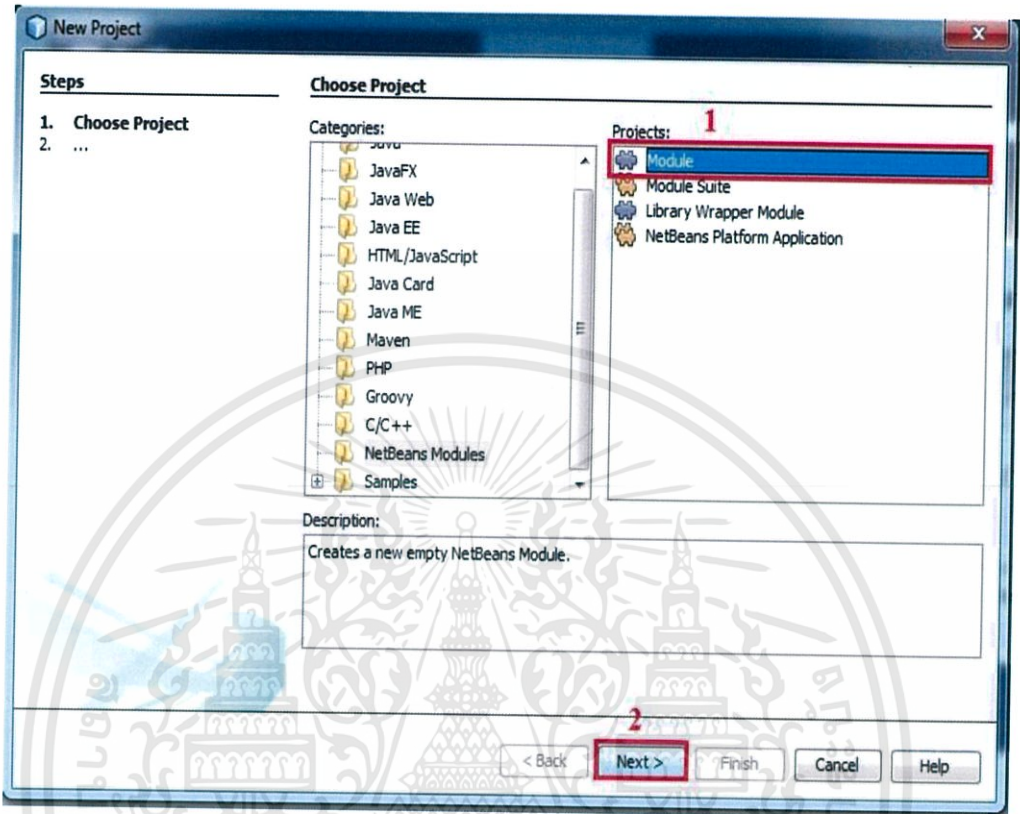 New Project
Steps
1. Choose Project
2. ...
Choose Project
Categories:
Java
JavaFX
Java Web
Java EE
HTML/JavaScript
Java Card
Java ME
Maven
PHP
Groovy
C/C++
NetBeans Modules
Samples
1
Projects:
Module
Module Suite
Library Wrapper Module
NetBeans Platform Application
Description:
Creates a new empty NetBeans Module.
2
< Back
Next >
Finish
Cancel
Help